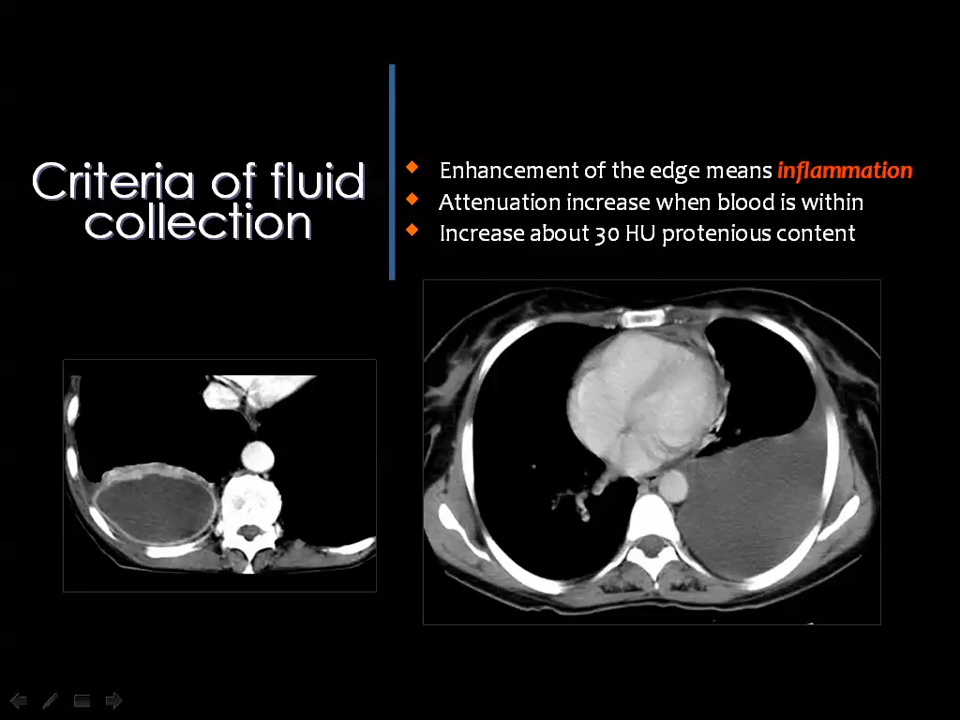 Criteria of fluid
collection
Enhancement of the edge means inflammation
Attenuation increase when blood is within
Increase about 30 HU protenious content